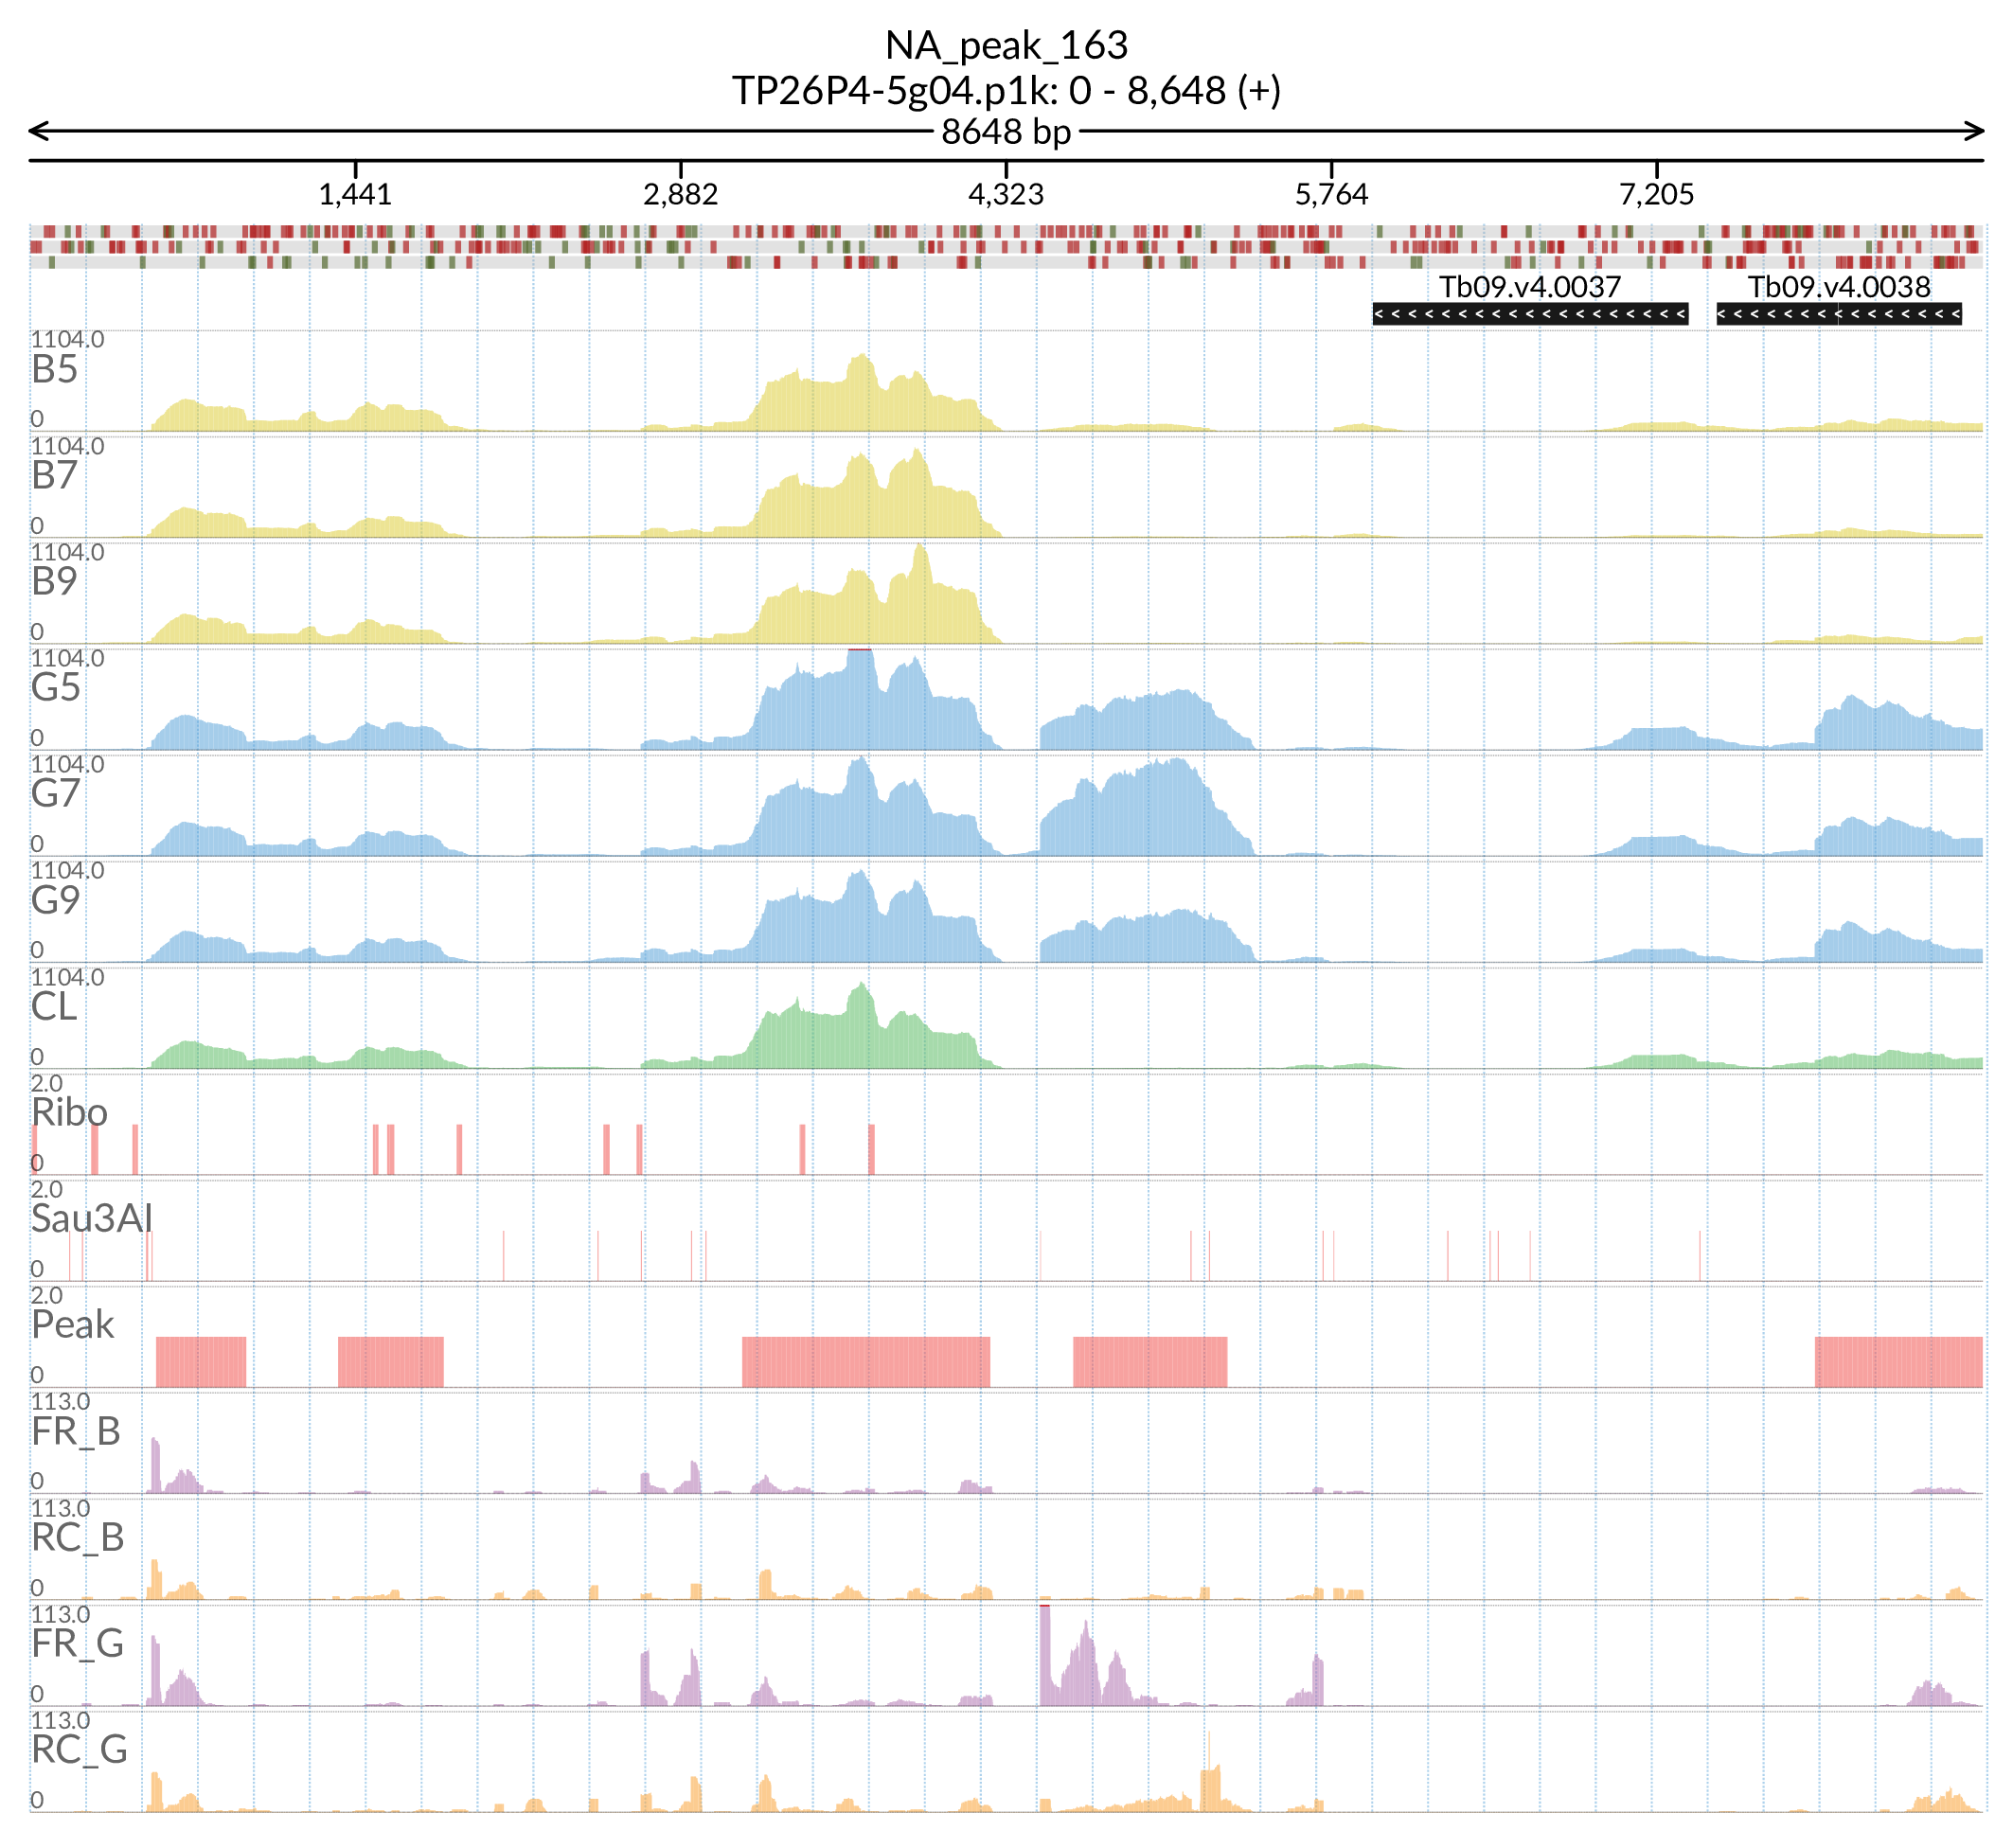 NA_peak_163
TP26P4-5g04.p1k: 0 - 8,648 (+)
8648 bp
1,441 2,882 4,323 5,764 7,205
Tb09.v4.0037 Tb09.v4.0038
1104.0
B5
0
1104.0
B7
0
1104.0
B9
0
1104.0
G5
0
1104.0
G7
0
1104.0
G9
0
1104.0
CL
0
2.0
Ribo
0
2.0
Sau3AI
0
2.0
Peak
0
113.0
FR_B
0
113.0
RC_B
0
113.0
FR_G
0
113.0
RC_G
0